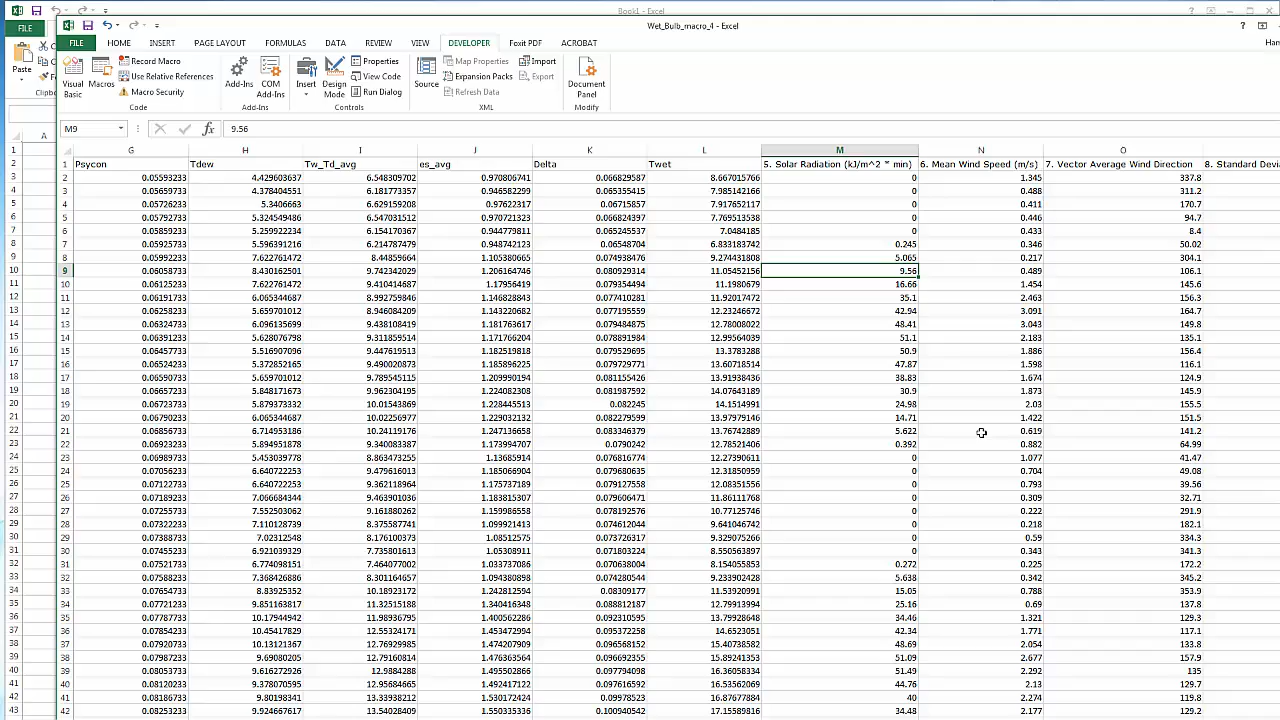 Book1 - Excel
Wet_Bulb_macro_4 - Excel
FILE
FILE HOME INSERT PAGE LAYOUT FORMULAS DATA REVIEW VIEW DEVELOPER Foxit PDF ACROBAT
Paste
Visual Basic
Macros
Record Macro
Use Relative References
Macro Security
Code
Add-Ins
COM Add-Ins
Add-Ins
Insert
Design Mode
Properties
View Code
Run Dialog
Controls
Source
Map Properties
Expansion Packs
Refresh Data
Import
Export
XML
Document Panel
Modify
M9 9.56
G H I J K L M N O
1 Psycon Tdew Tw_Td_avg es_avg Delta Twet 5. Solar Radiation (kJ/m^2 * min) 6. Mean Wind Speed (m/s) 7. Vector Average Wind Direction
2 0.05593233 4.429603637 6.548309702 0.970806741 0.066829587 8.667015766 0 1.345 337.8
3 0.05659733 4.378404551 6.181773357 0.946582299 0.065355415 7.985142166 0 0.488 311.2
4 0.05726233 5.3406663 6.629159208 0.97622317 0.06715857 7.917652117 0 0.411 170.7
5 0.05792733 5.324549486 6.547031512 0.970721323 0.066824397 7.769513538 0 0.446 94.7
6 0.05859233 5.259922234 6.154170367 0.944779811 0.065245537 7.0484185 0 0.433 8.4
7 0.05925733 5.596391216 6.214787479 0.948742123 0.06548704 6.833183742 0.245 0.346 50.02
8 0.05992233 7.622761472 8.44859964 1.105380665 0.074938476 9.274431808 5.065 0.217 304.1
9 0.06058733 8.430162501 9.742342029 1.206164746 0.080929314 11.05452156 9.56 0.489 106.1
10 0.06125233 7.622761472 9.410414687 1.17956419 0.079354494 11.1980679 16.66 1.454 145.6
11 0.06191733 6.065344687 8.992759846 1.146828843 0.077410281 11.92017472 35.1 2.463 156.3
12 0.06258233 5.659701012 8.946084209 1.143220682 0.077195559 12.23246672 42.94 3.091 164.7
13 0.06324733 6.096135699 9.438108419 1.181763617 0.079484875 12.78008022 48.41 3.043 149.8
14 0.06391233 5.628076798 9.311859514 1.171766204 0.078891984 12.99564039 51.1 2.183 135.1
15 0.06457733 5.516907096 9.447619513 1.182519818 0.079529695 13.3783288 50.9 1.886 156.4
16 0.06524233 5.372852165 9.490020873 1.185896225 0.079729771 13.60718514 47.87 1.598 116.1
17 0.06590733 5.659701012 9.789545115 1.209990194 0.081155426 13.91938436 38.83 1.674 124.9
18 0.06657233 5.848171673 9.962304195 1.224082308 0.081987592 14.07643189 30.9 1.873 145.9
19 0.06723733 5.879373332 10.01543869 1.228445513 0.082245 14.1514991 24.98 2.03 155.5
20 0.06790233 6.065344687 10.02256977 1.229032132 0.082279599 13.97979146 14.71 1.422 151.5
21 0.06856733 6.714953186 10.24119176 1.247136658 0.083346379 13.76742889 5.622 0.619 141.2
22 0.06923233 5.894951878 9.340083387 1.173994707 0.0790242 12.78521406 0.392 0.882 64.99
23 0.06989733 5.453039778 8.863473255 1.13685914 0.076816774 12.27390611 0 1.077 41.47
24 0.07056233 6.640722253 9.479616013 1.185066904 0.079680635 12.31850959 0 0.704 49.08
25 0.07122733 6.640722253 9.362118964 1.175737189 0.079127558 12.08351556 0 0.793 39.56
26 0.07189233 7.066684344 9.463901036 1.183815307 0.079606471 11.86111768 0 0.309 32.71
27 0.07255733 7.552503062 9.161880262 1.159986558 0.078192576 10.77125746 0 0.222 291.9
28 0.07322233 7.110128739 8.375587741 1.099921413 0.074612044 9.641046742 0 0.218 182.1
29 0.07388733 7.02312548 8.176100373 1.08512575 0.073726317 9.329075266 0 0.59 334.3
30 0.07455233 6.921039329 7.735801613 1.05308911 0.071803224 8.550563897 0 0.343 341.3
31 0.07521733 6.774098151 7.464077002 1.033737086 0.070638004 8.154055853 0.272 0.225 172.2
32 0.07588233 7.368426886 8.301164657 1.094380898 0.074280544 9.233902428 5.638 0.342 345.2
33 0.07654733 8.83925352 10.18923172 1.242812594 0.08309177 11.53920991 15.05 0.788 353.9
34 0.07721233 9.851163817 11.32515188 1.340416348 0.088812187 12.79913994 25.16 0.69 137.8
35 0.07787733 10.17944942 11.98936795 1.400562286 0.092310595 13.79928648 34.46 1.321 129.3
36 0.07854233 10.45417829 12.55324171 1.453472994 0.095372258 14.6523051 42.34 1.771 117.1
37 0.07920733 10.13121367 12.76929985 1.474207909 0.096568152 15.40738582 48.69 2.054 133.8
38 0.07987233 9.69080205 12.79160814 1.476363564 0.096692355 15.89241353 51.09 2.677 157.9
39 0.08053733 9.616272926 12.9884288 1.495502866 0.097794098 16.36058334 51.49 2.292 135
40 0.08120233 9.378070595 12.95684665 1.492417122 0.097616592 16.53562069 44.76 2.13 129.7
41 0.08186733 9.80198341 13.33938212 1.530172424 0.09978523 16.87677884 40 2.274 119.8
42 0.08253233 9.924667617 13.54028409 1.550335336 0.100940542 17.15589816 34.48 2.177 129.2